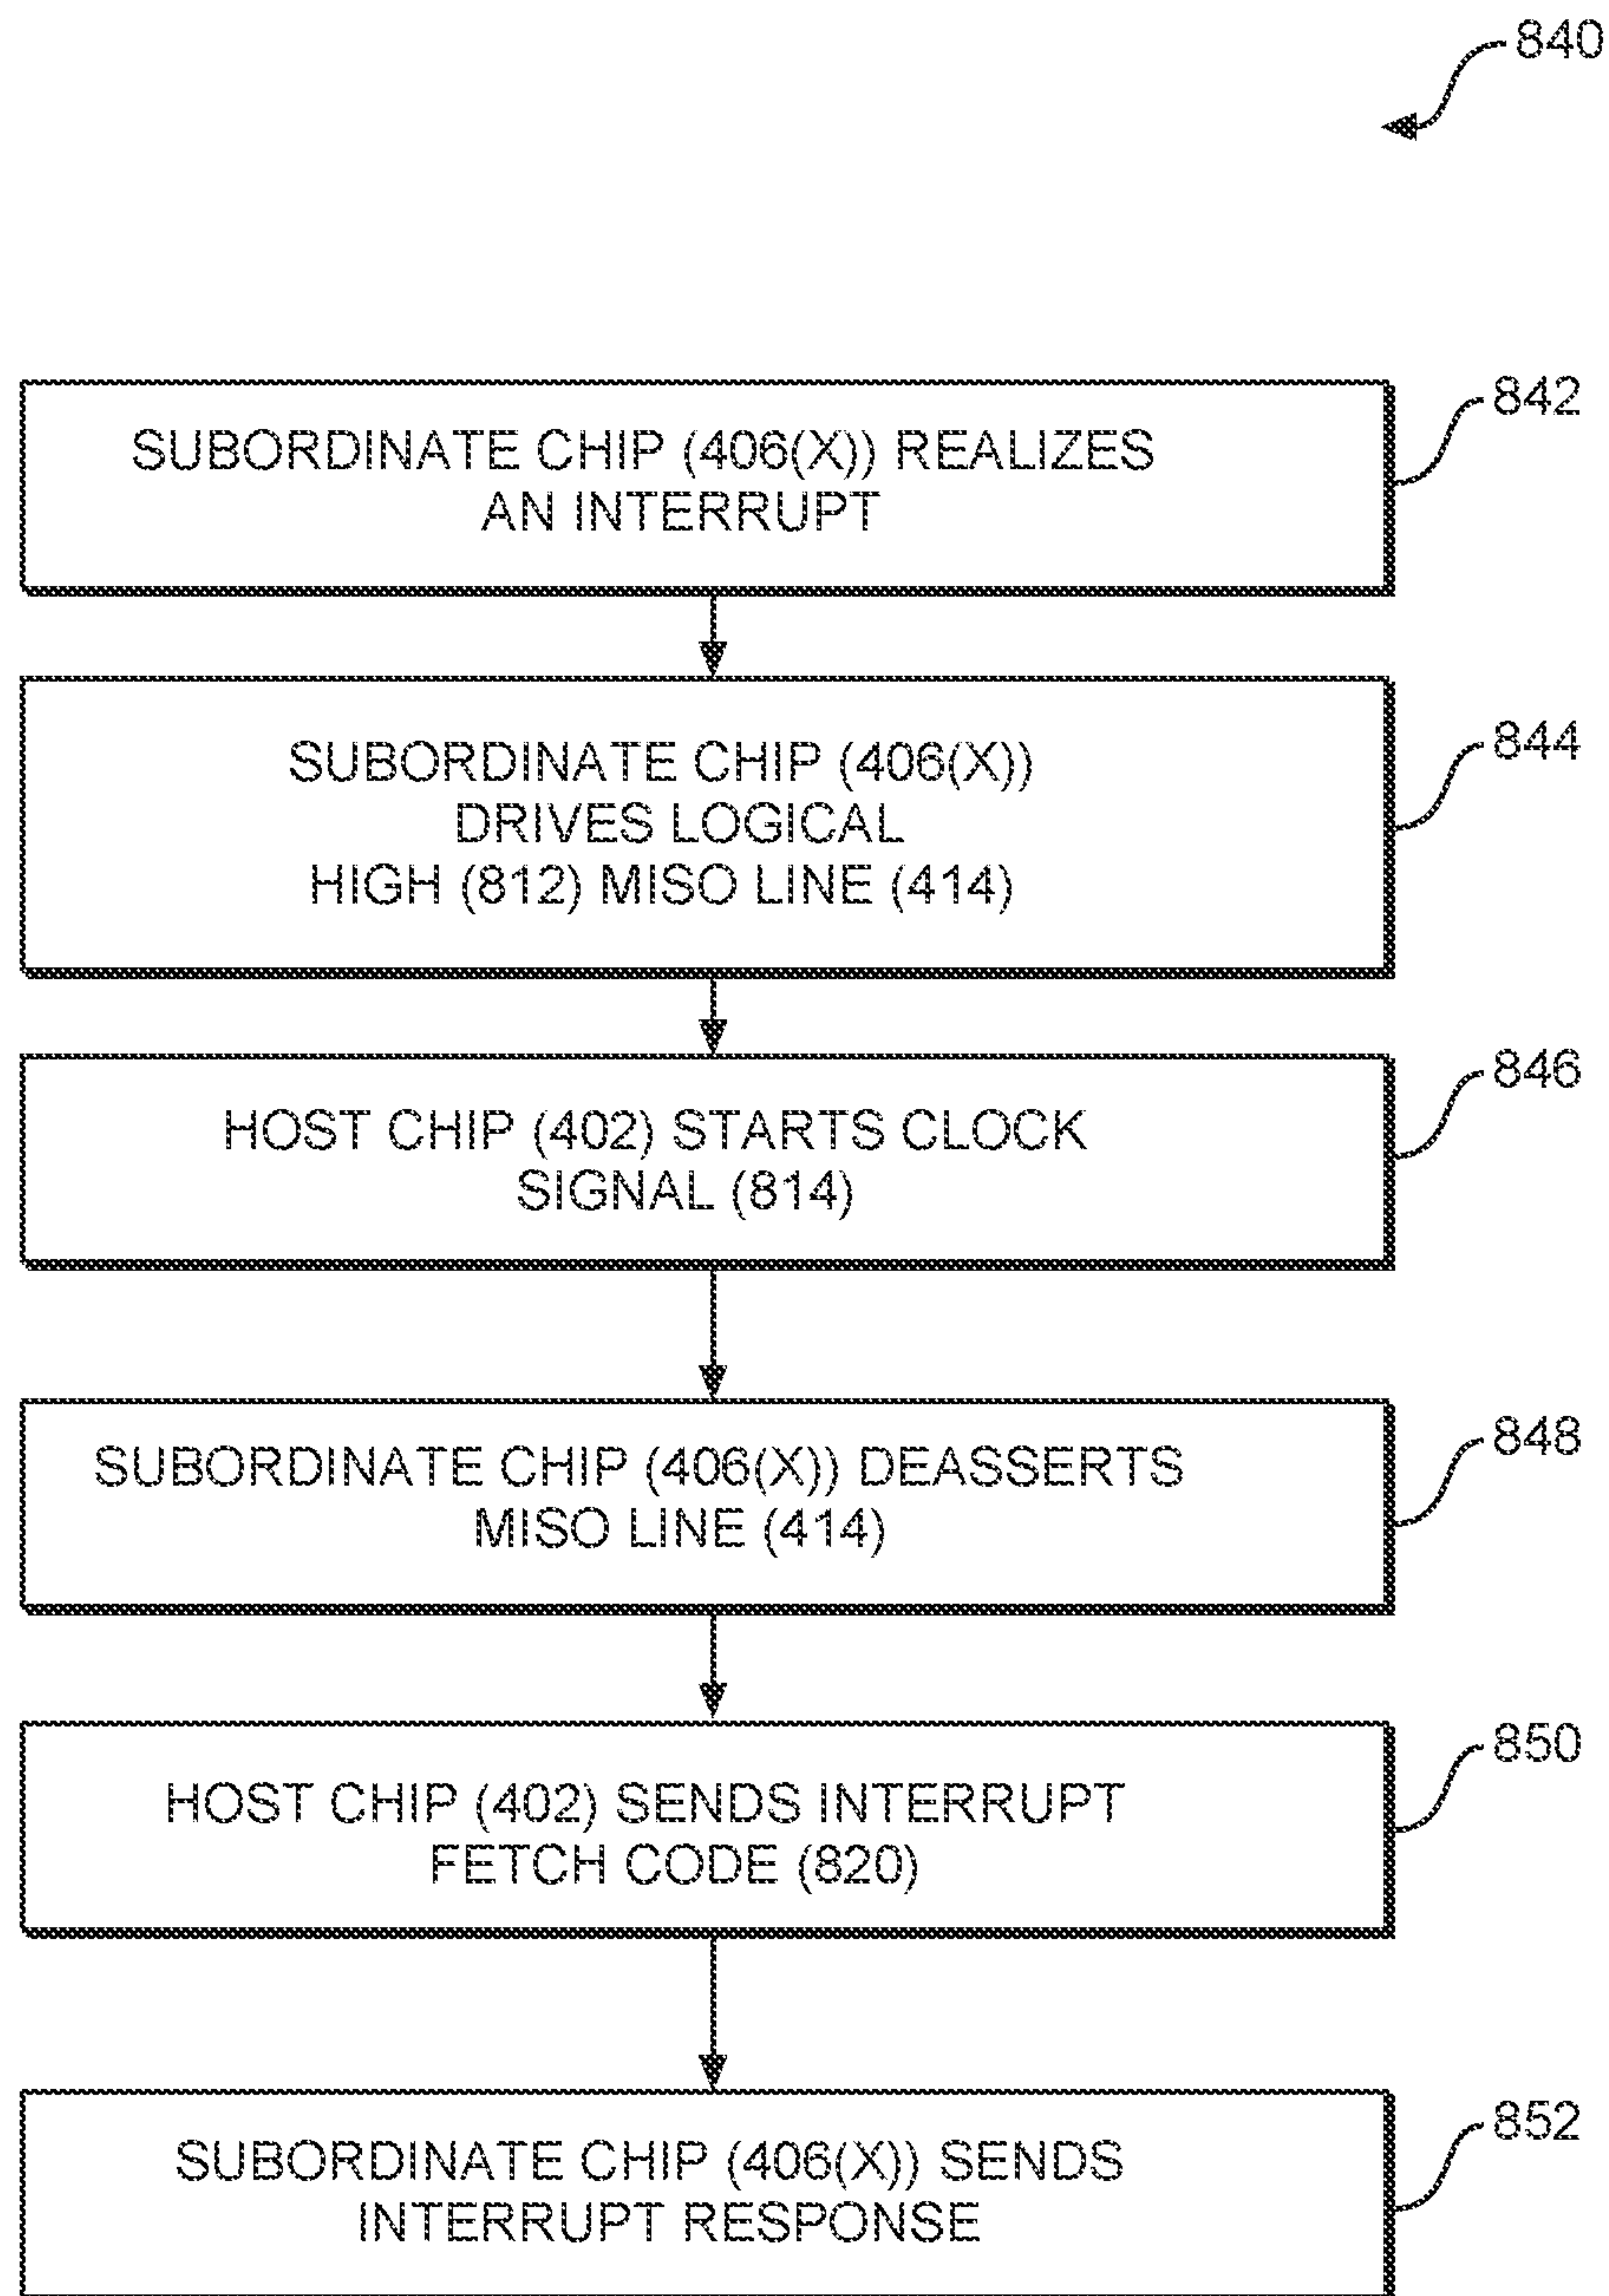 840
SUBORDINATE CHIP (406(X)) REALIZES
AN INTERRUPT
842
SUBORDINATE CHIP (406(X))
DRIVES LOGICAL
HIGH (812) MISO LINE (414)
844
HOST CHIP (402) STARTS CLOCK
SIGNAL (814)
846
SUBORDINATE CHIP (406(X)) DEASSERTS
MISO LINE (414)
848
HOST CHIP (402) SENDS INTERRUPT
FETCH CODE (820)
850
SUBORDINATE CHIP (406(X)) SENDS
INTERRUPT RESPONSE
852